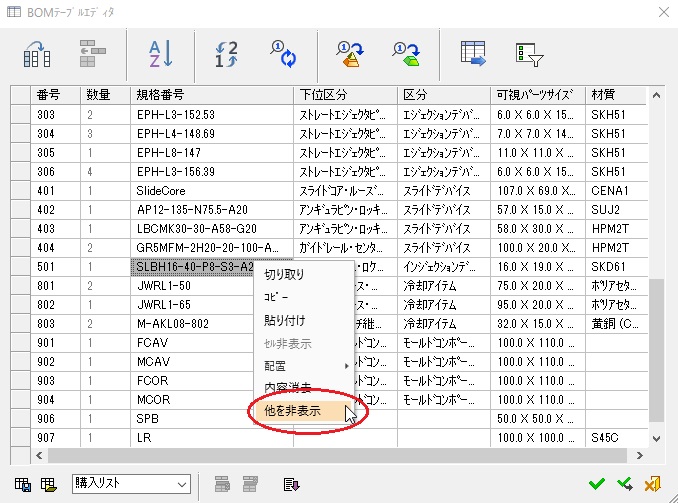 BOMテーブルエディタ
番号 数量 規格番号 下位区分 区分 可視パーツサイズ 材質
303 2 EPH-L3-152.53 ストレートエジェクタピ... エジェクションデバ... 6.0 X 6.0 X 15... SKH51
304 3 EPH-L4-148.69 ストレートエジェクタピ... エジェクションデバ... 7.0 X 7.0 X 14... SKH51
305 1 EPH-L8-147 ストレートエジェクタピ... エジェクションデバ... 11.0 X 11.0 X ... SKH51
306 4 EPH-L3-156.39 ストレートエジェクタピ... エジェクションデバ... 6.0 X 6.0 X 15... SKH51
401 1 SlideCore スライドコア・ルーズ... スライドデバイス 107.0 X 69.0 X... CENA1
402 1 AP12-135-N75.5-A20 アンギュラピン・ロッキ... スライドデバイス 57.0 X 15.0 X ... SUJ2
403 1 LBCMK30-30-A58-G20 アンギュラピン・ロッキ... スライドデバイス 58.0 X 30.0 X ... HPM2T
404 2 GR5MFM-2H20-20-100-A... ガイドレール・センタ... スライドデバイス 100.0 X 20.0 X... HPM2T
501 1 SLBH16-40-P8-S3-A2 ・ロケ... インジェクションデ... 16.0 X 19.0 X ... SKD61
801 2 JWRL1-50 ス・... 冷却アイテム 75.0 X 20.0 X ... ポリアセタ...
802 1 JWRL1-65 ス・... 冷却アイテム 95.0 X 20.0 X ... ポリアセタ...
803 2 M-AKL08-802 チ継... 冷却アイテム 32.0 X 15.0 X ... 黄銅 (C...
901 1 FCAV ドコン... モールドコンポー... 100.0 X 110.0 ...
902 1 MCAV ドコン... モールドコンポー... 100.0 X 110.0 ...
903 1 FCOR ドコン... モールドコンポー... 100.0 X 110.0 ...
904 1 MCOR ドコン... モールドコンポー... 100.0 X 110.0 ...
906 1 SPB 50.0 X 50.0 X ...
907 1 LR 100.0 X 100.0 ... S45C
切り取り
コピー
貼り付け
セル非表示
配置
内容消去
他を非表示
購入リスト